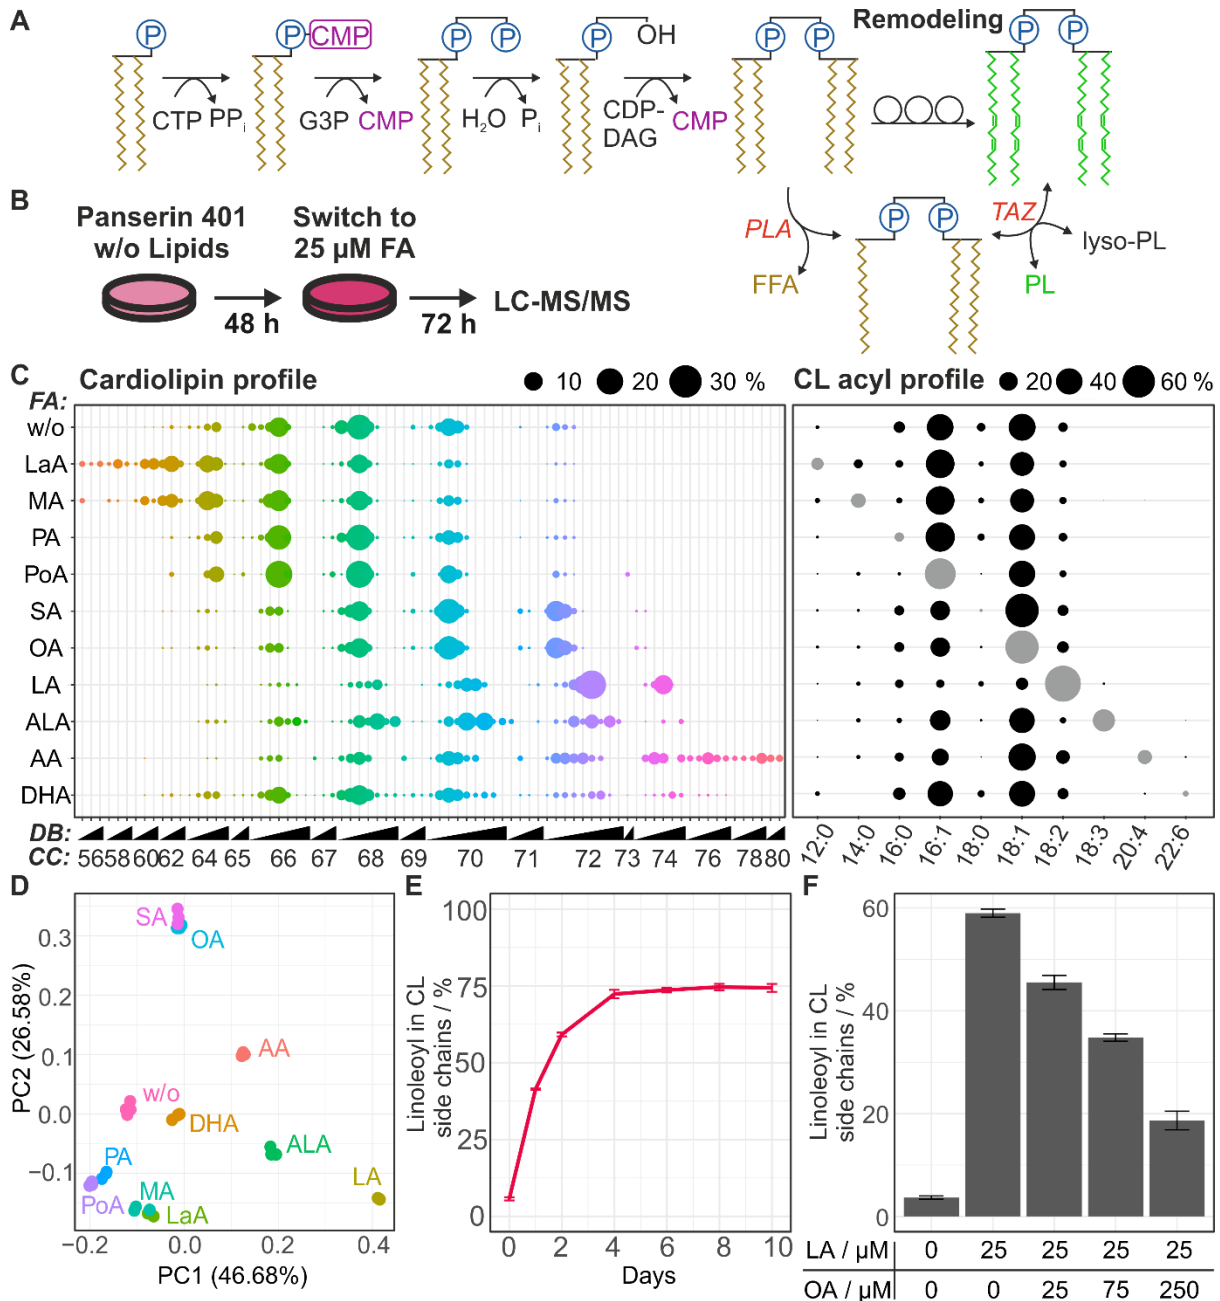 A
P
P
CMP
P
P
P
OH
P
P
Remodeling
P
P
CTP
PPi
G3P
CMP
H2O
Pi
CDP-
DAG
CMP
B
Panserin 401
w/o Lipids
Switch to
25 µM FA
48 h
72 h
LC-MS/MS
PLA
FFA
P
P
TAZ
lyso-PL
PL
C
Cardiolipin profile
10
20
30 %
CL acyl profile
20
40
60 %
FA:
w/o
LaA
MA
PA
PoA
SA
OA
LA
ALA
AA
DHA
DB:
CC:
56 58 60 62 64 65 66 67 68 69 70 71 72 73 74 76 78 80
12:0 14:0 16:0 16:1 18:0 18:1 18:2 18:3 20:4 22:6
D
PC2 (26.58%)
0.3
0.1
0.0
−0.1
SA
OA
AA
w/o
DHA
ALA
PA
LA
PoA
MA
LaA
−0.2 0.0 0.2 0.4
PC1 (46.68%)
E
Linoleoyl in CL
side chains / %
100
75
50
25
0
0 2 4 6 8 10
Days
F
Linoleoyl in CL
side chains / %
60
40
20
0
LA / µM 0 25 25 25 25
OA / µM 0 0 25 75 250